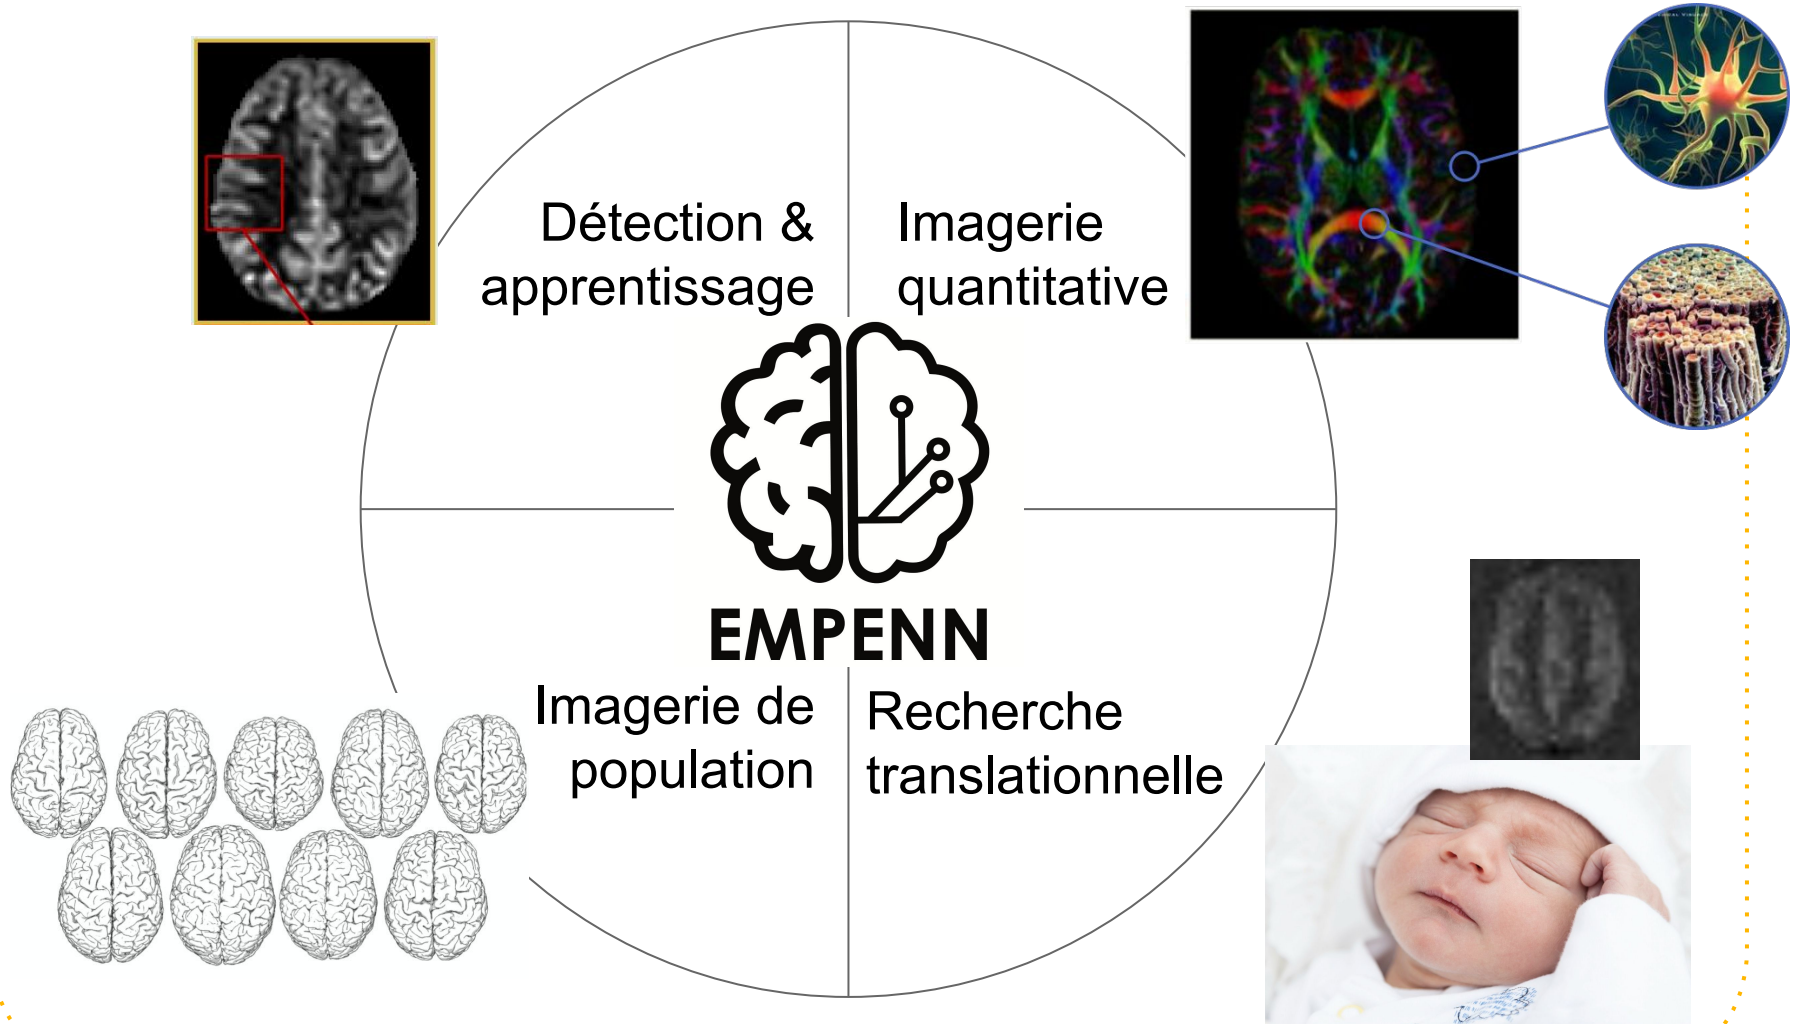 Détection &
apprentissage
Imagerie
quantitative
EMPENN
Imagerie de
population
Recherche
translationnelle